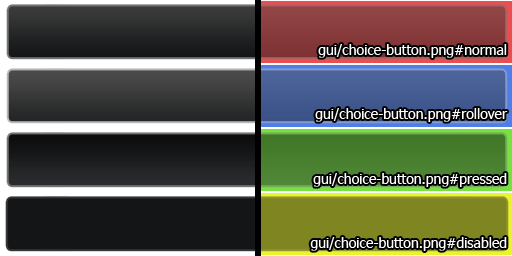 gui/choice-button.png#normal
gui/choice-button.png#rollover
gui/choice-button.png#pressed
gui/choice-button.png#disabled